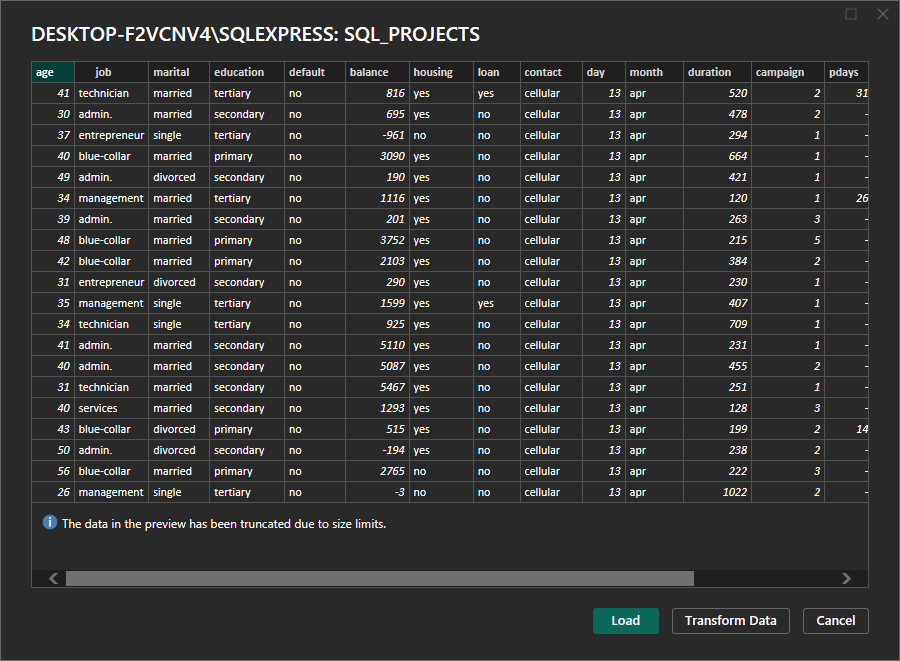 DESKTOP-F2VCNV4\SQLEXPRESS: SQL_PROJECTS
age job marital education default balance housing loan contact day month duration campaign pdays
41 technician married tertiary no 816 yes yes cellular 13 apr 520 2 31
30 admin. married secondary no 695 yes no cellular 13 apr 478 2 -
37 entrepreneur single tertiary no -961 no no cellular 13 apr 294 1 -
40 blue-collar married primary no 3090 yes no cellular 13 apr 664 1 -
49 admin. divorced secondary no 190 yes no cellular 13 apr 421 1 -
34 management married tertiary no 1116 yes no cellular 13 apr 120 1 26
39 admin. married secondary no 201 yes no cellular 13 apr 263 3 -
48 blue-collar married primary no 3752 yes no cellular 13 apr 215 5 -
42 blue-collar married primary no 2103 yes no cellular 13 apr 384 2 -
31 entrepreneur divorced secondary no 290 yes no cellular 13 apr 230 1 -
35 management single tertiary no 1599 yes yes cellular 13 apr 407 1 -
34 technician single tertiary no 925 yes no cellular 13 apr 709 1 -
41 admin. married secondary no 5110 yes no cellular 13 apr 231 1 -
40 admin. married secondary no 5087 yes no cellular 13 apr 455 2 -
31 technician married secondary no 5467 yes no cellular 13 apr 251 1 -
40 services married secondary no 1293 yes no cellular 13 apr 128 3 -
43 blue-collar divorced primary no 515 yes no cellular 13 apr 199 2 14
50 admin. divorced secondary no -194 yes no cellular 13 apr 238 2 -
56 blue-collar married primary no 2765 no no cellular 13 apr 222 3 -
26 management single tertiary no -3 no no cellular 13 apr 1022 2 -
The data in the preview has been truncated due to size limits.
Load Transform Data Cancel